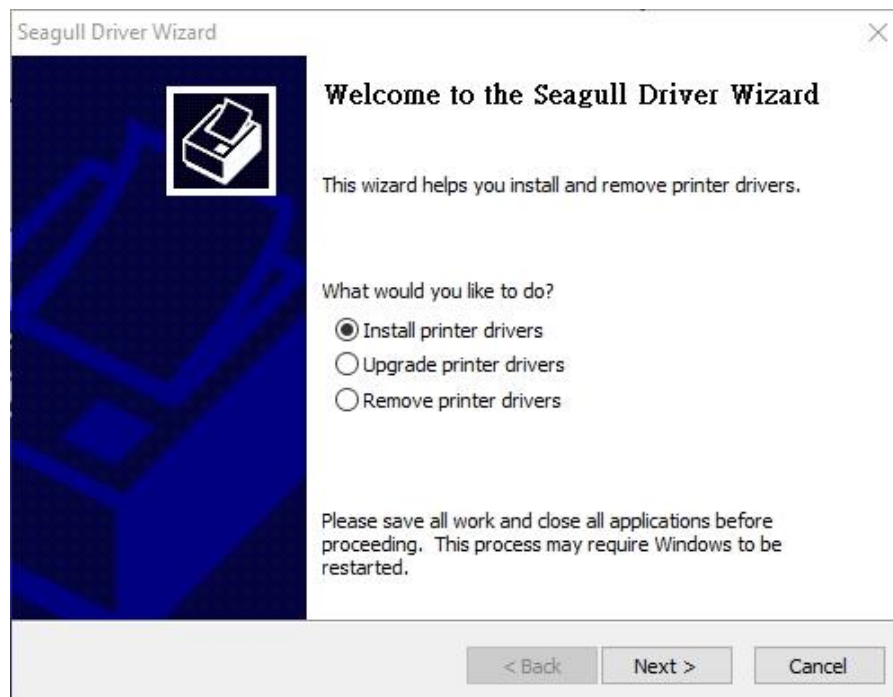 Seagull Driver Wizard
Welcome to the Seagull Driver Wizard
This wizard helps you install and remove printer drivers.
What would you like to do?
Install printer drivers
Upgrade printer drivers
Remove printer drivers
Please save all work and close all applications before
proceeding. This process may require Windows to be
restarted.
< Back
Next >
Cancel